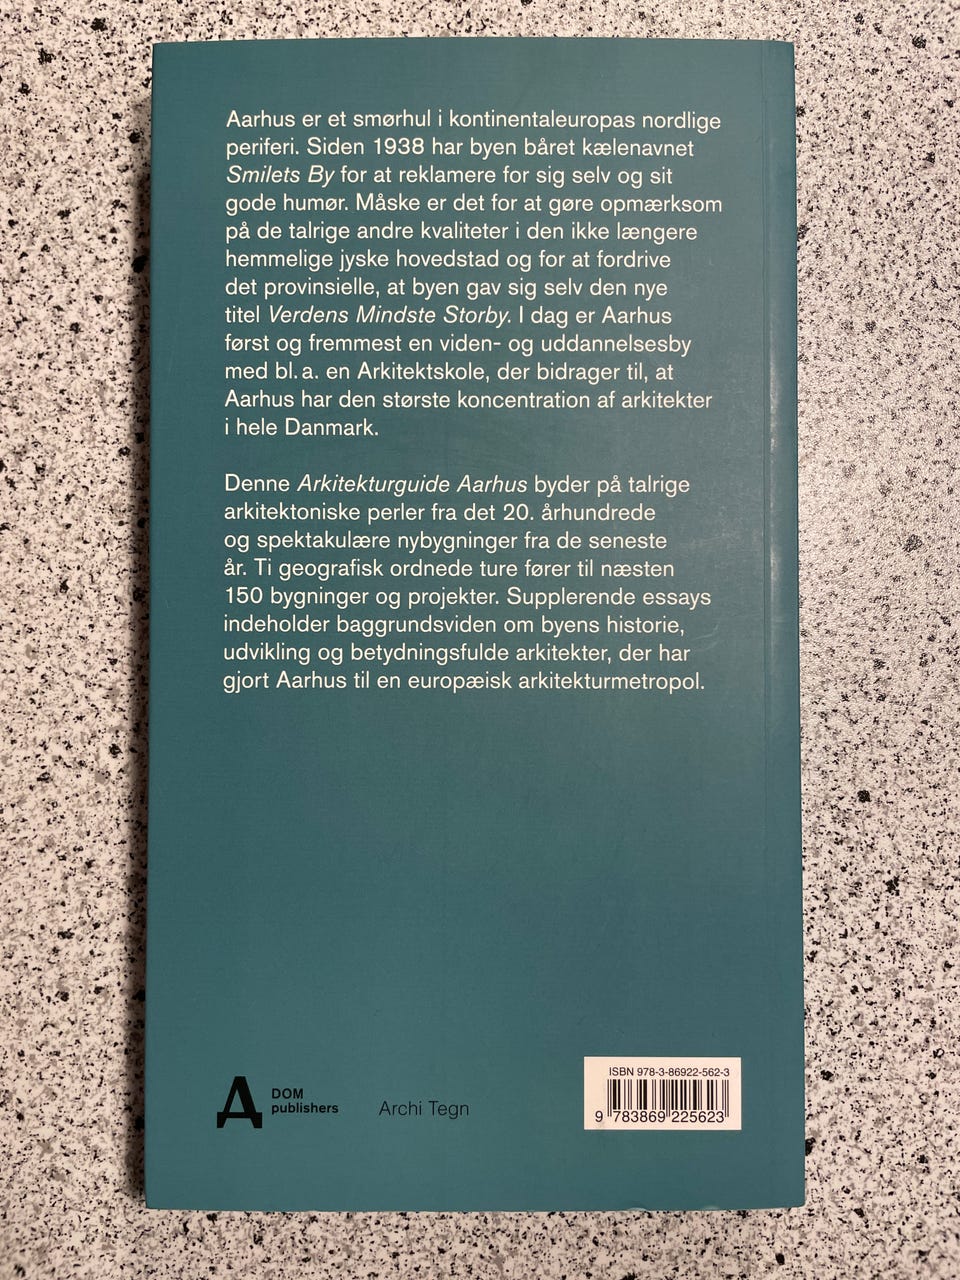 Aarhus er et smørhul i kontinentaleuropas nordlige
periferi. Siden 1938 har byen båret kælenavnet
Smilets By for at reklamere for sig selv og sit
gode humør. Måske er det for at gøre opmærksom
på de talrige andre kvaliteter i den ikke længere
hemmelige jyske hovedstad og for at fordrive
det provinsielle, at byen gav sig selv den nye
titel Verdens Mindste Storby. I dag er Aarhus
først og fremmest en viden- og uddannelsesby
med bl. a. en Arkitektskole, der bidrager til, at
Aarhus har den største koncentration af arkitekter
i hele Danmark.
Denne Arkitekturguide Aarhus byder på talrige
arkitektoniske perler fra det 20. århundrede
og spektakulære nybygninger fra de seneste
år. Ti geografisk ordnede ture fører til næsten
150 bygninger og projekter. Supplerende essays
indeholder baggrundsviden om byens historie,
udvikling og betydningsfulde arkitekter, der har
gjort Aarhus til en europæisk arkitekturmetropol.
DOM
publishers
Archi Tegn
ISBN 978-3-86922-562-3
9 783869 225623